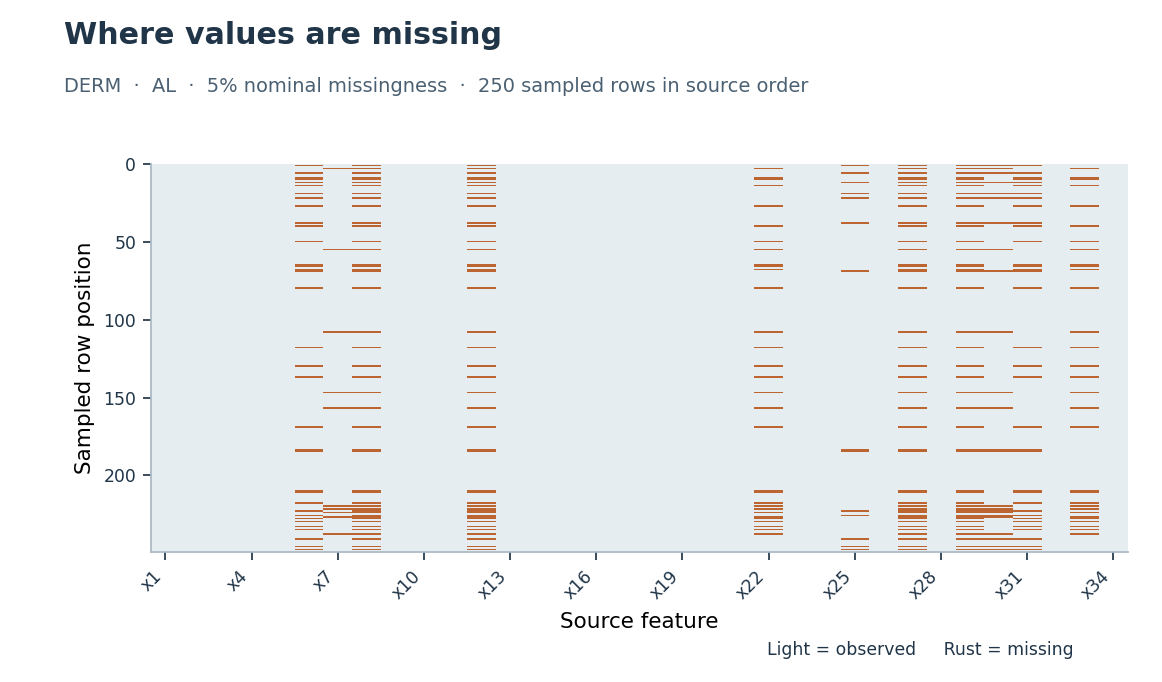 Where values are missing
DERM · AL · 5% nominal missingness · 250 sampled rows in source order
0
50
100
150
200
Sampled row position
x1
x4
x7
x10
x13
x16
x19
x22
x25
x28
x31
x34
Source feature
Light = observed Rust = missing